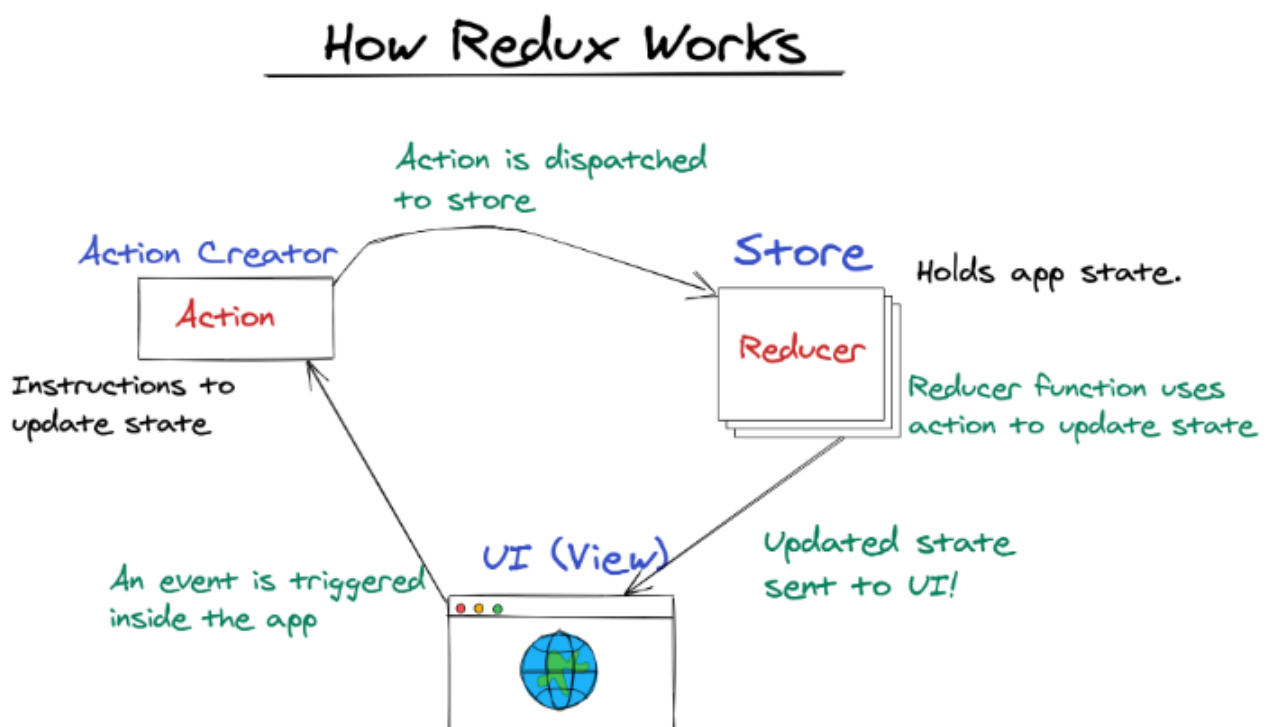 How Redux Works
Action is dispatched
to store
Action Creator
Action
Instructions to
update state
Store
Holds app state.
Reducer
Reducer function uses
action to update state
UI (View)
An event is triggered
inside the app
Updated state
sent to UI!